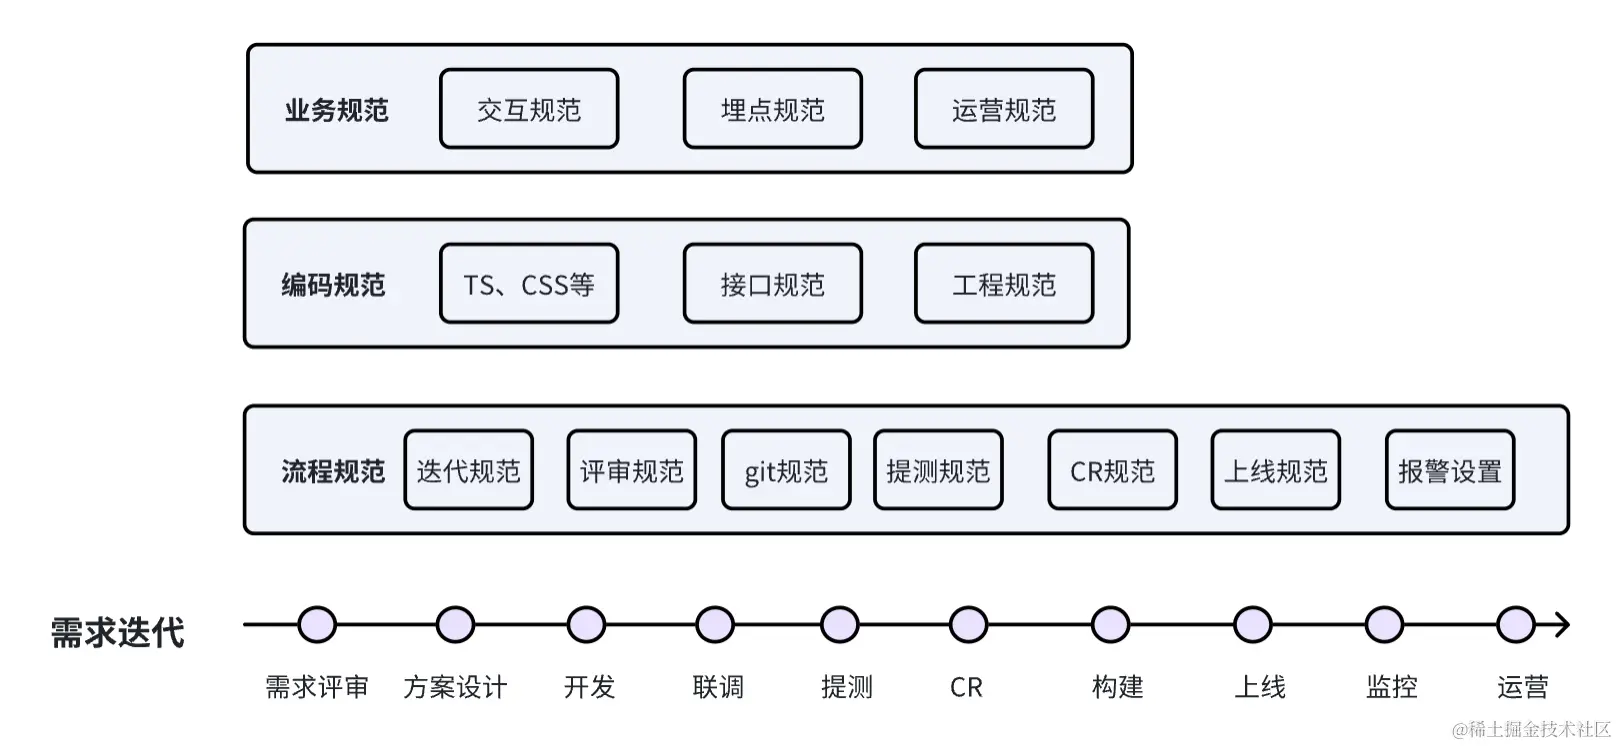 业务规范 交互规范 埋点规范 运营规范
编码规范 TS、CSS等 接口规范 工程规范
流程规范 迭代规范 评审规范 git规范 提测规范 CR规范 上线规范 报警设置
需求迭代
需求评审 方案设计 开发 联调 提测 CR 构建 上线 监控 运营
@稀土掘金技术社区